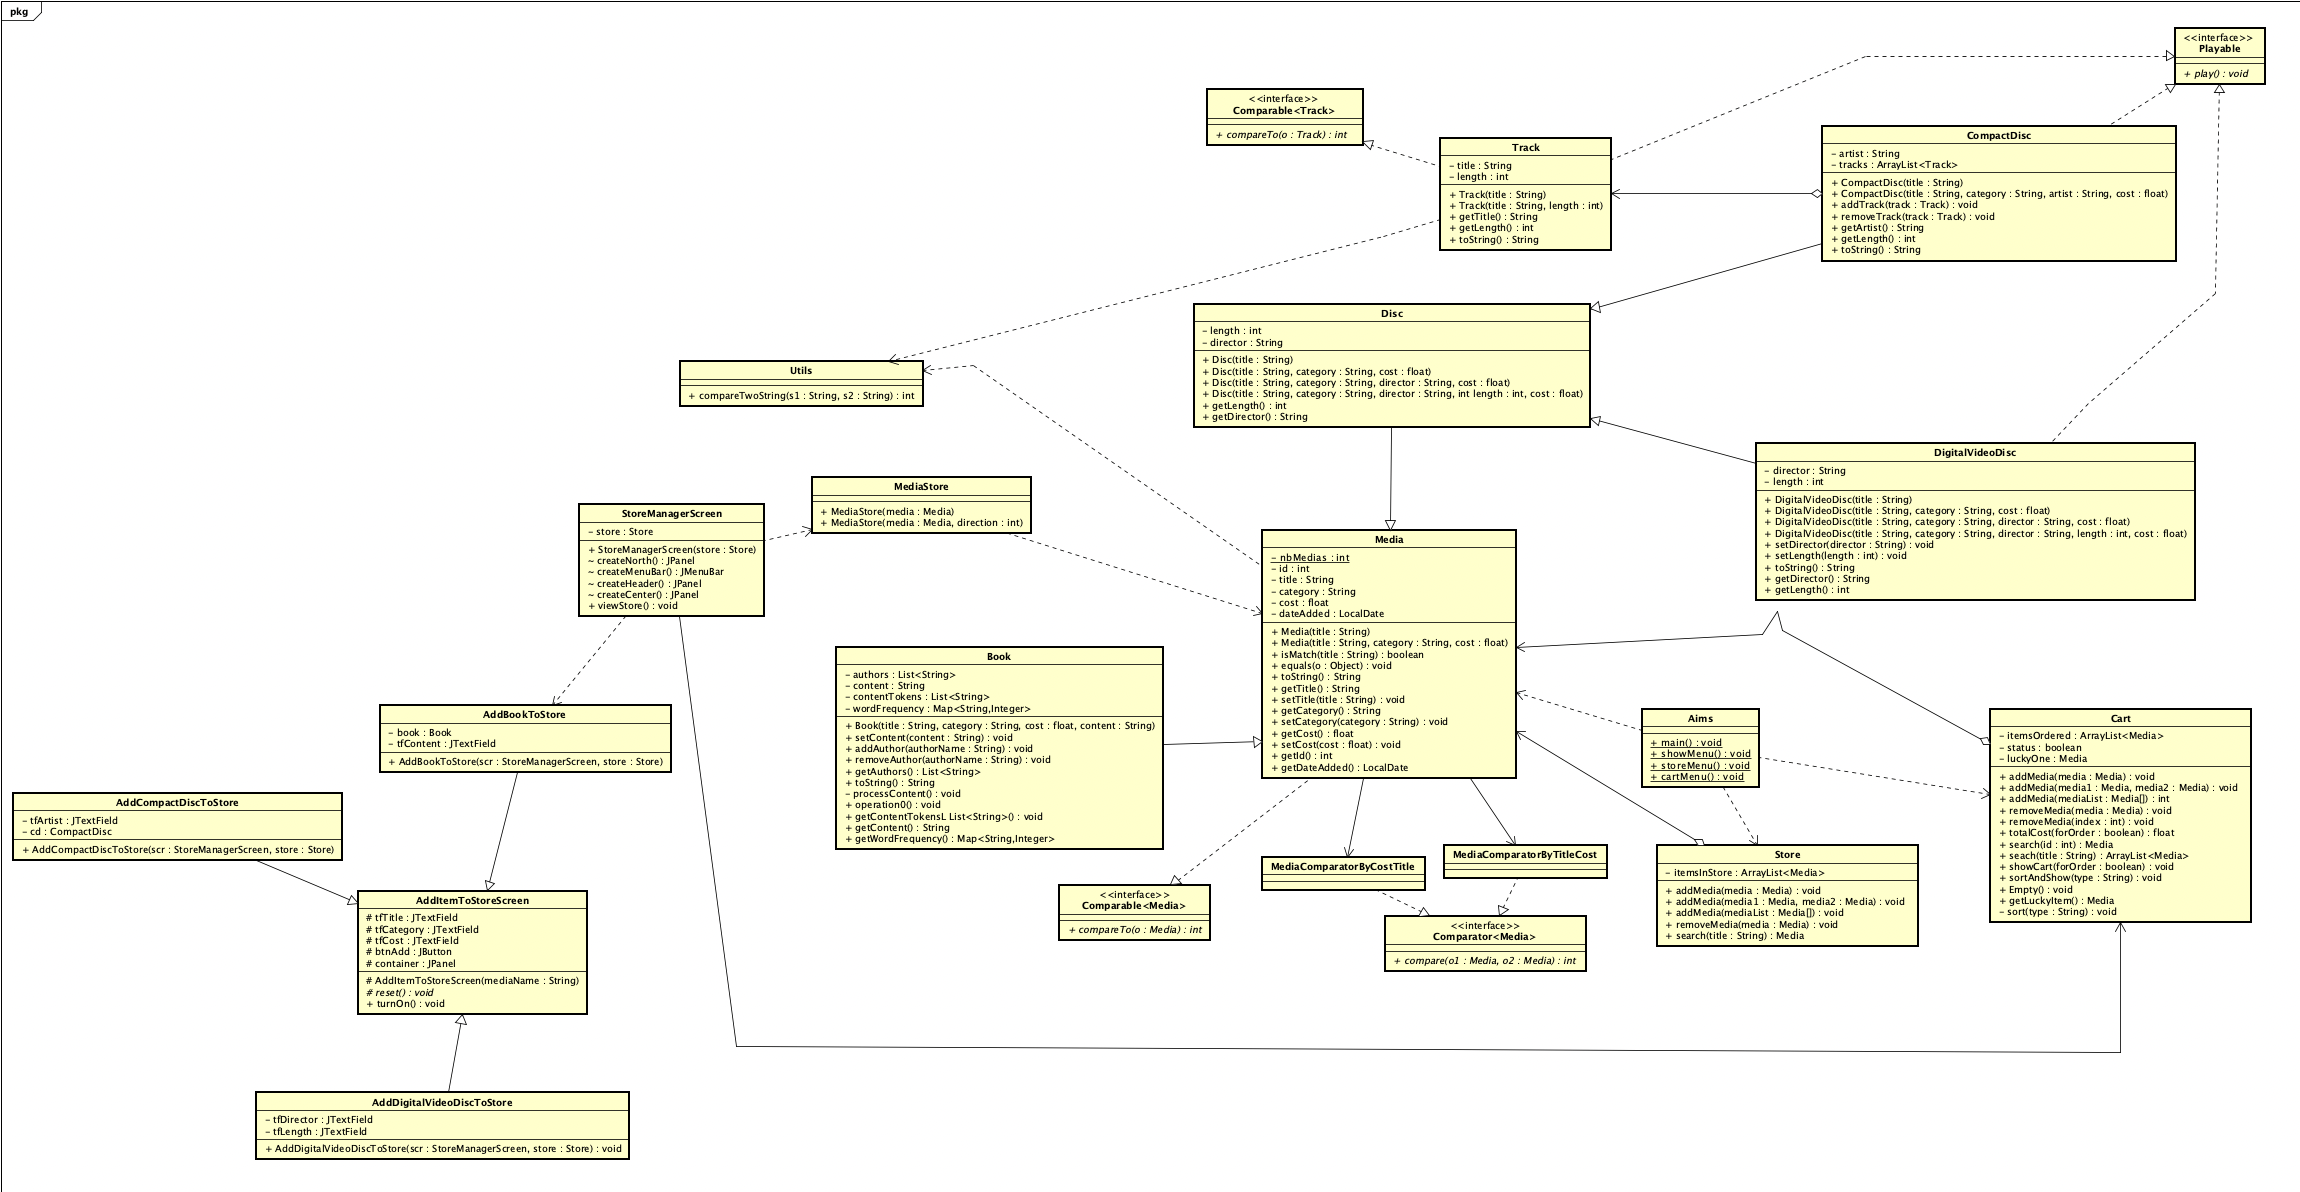 pkg
<<interface>>
Playable
+ play() : void
<<interface>>
Comparable<Track>
+ compareTo(o : Track) : int
Track
- title : String
- length : int
+ Track(title : String)
+ Track(title : String, length : int)
+ getTitle() : String
+ getLength() : int
+ toString() : String
CompactDisc
- artist : String
- tracks : ArrayList<Track>
+ CompactDisc(title : String)
+ CompactDisc(title : String, category : String, artist : String, cost : float)
+ addTrack(track : Track) : void
+ removeTrack(track : Track) : void
+ getArtist() : String
+ getLength() : int
+ toString() : String
Disc
- length : int
- director : String
+ Disc(title : String)
+ Disc(title : String, category : String, cost : float)
+ Disc(title : String, category : String, director : String, cost : float)
+ Disc(title : String, category : String, director : String, int length : int, cost : float)
+ getLength() : int
+ getDirector() : String
Utils
+ compareTwoString(s1 : String, s2 : String) : int
DigitalVideoDisc
- director : String
- length : int
+ DigitalVideoDisc(title : String)
+ DigitalVideoDisc(title : String, category : String, cost : float)
+ DigitalVideoDisc(title : String, category : String, director : String, cost : float)
+ DigitalVideoDisc(title : String, category : String, director : String, length : int, cost : float)
+ setDirector(director : String) : void
+ setLength(length : int) : void
+ toString() : String
+ getDirector() : String
+ getLength() : int
MediaStore
+ MediaStore(media : Media)
+ MediaStore(media : Media, direction : int)
StoreManagerScreen
- store : Store
+ StoreManagerScreen(store : Store)
~ createNorth() : JPanel
~ createMenuBar() : JMenuBar
~ createHeader() : JPanel
~ createCenter() : JPanel
+ viewStore() : void
Media
- nbMedias : int
- id : int
- title : String
- category : String
- cost : float
- dateAdded : LocalDate
+ Media(title : String)
+ Media(title : String, category : String, cost : float)
+ isMatch(title : String) : boolean
+ equals(o : Object) : void
+ toString() : String
+ getTitle() : String
+ setTitle(title : String) : void
+ getCategory() : String
+ setCategory(category : String) : void
+ getCost() : float
+ setCost(cost : float) : void
+ getId() : int
+ getDateAdded() : LocalDate
Book
- authors : List<String>
- content : String
- contentTokens : List<String>
- wordFrequency : Map<String,Integer>
+ Book(title : String, category : String, cost : float, content : String)
+ setContent(content : String) : void
+ addAuthor(authorName : String) : void
+ removeAuthor(authorName : String) : void
+ getAuthors() : List<String>
+ toString() : String
- processContent() : void
+ operation0() : void
+ getContentTokensL List<String>() : void
+ getContent() : String
+ getWordFrequency() : Map<String,Integer>
AddBookToStore
- book : Book
- tfContent : JTextField
+ AddBookToStore(scr : StoreManagerScreen, store : Store)
Aims
+ main() : void
+ showMenu() : void
+ storeMenu() : void
+ cartMenu() : void
Cart
- itemsOrdered : ArrayList<Media>
- status : boolean
- luckyOne : Media
+ addMedia(media : Media) : void
+ addMedia(media1 : Media, media2 : Media) : void
+ addMedia(mediaList : Media[]) : int
+ removeMedia(media : Media) : void
+ removeMedia(index : int) : void
+ totalCost(forOrder : boolean) : float
+ search(id : int) : Media
+ seach(title : String) : ArrayList<Media>
+ showCart(forOrder : boolean) : void
+ sortAndShow(type : String) : void
+ Empty() : void
+ getLuckyItem() : Media
- sort(type : String) : void
AddCompactDiscToStore
- tfArtist : JTextField
- cd : CompactDisc
+ AddCompactDiscToStore(scr : StoreManagerScreen, store : Store)
MediaComparatorByCostTitle
MediaComparatorByTitleCost
Store
- itemsInStore : ArrayList<Media>
+ addMedia(media : Media) : void
+ addMedia(media1 : Media, media2 : Media) : void
+ addMedia(mediaList : Media[]) : void
+ removeMedia(media : Media) : void
+ search(title : String) : Media
<<interface>>
Comparable<Media>
+ compareTo(o : Media) : int
<<interface>>
Comparator<Media>
+ compare(o1 : Media, o2 : Media) : int
AddItemToStoreScreen
# tfTitle : JTextField
# tfCategory : JTextField
# tfCost : JTextField
# btnAdd : JButton
# container : JPanel
# AddItemToStoreScreen(mediaName : String)
# reset() : void
+ turnOn() : void
AddDigitalVideoDiscToStore
- tfDirector : JTextField
- tfLength : JTextField
+ AddDigitalVideoDiscToStore(scr : StoreManagerScreen, store : Store) : void